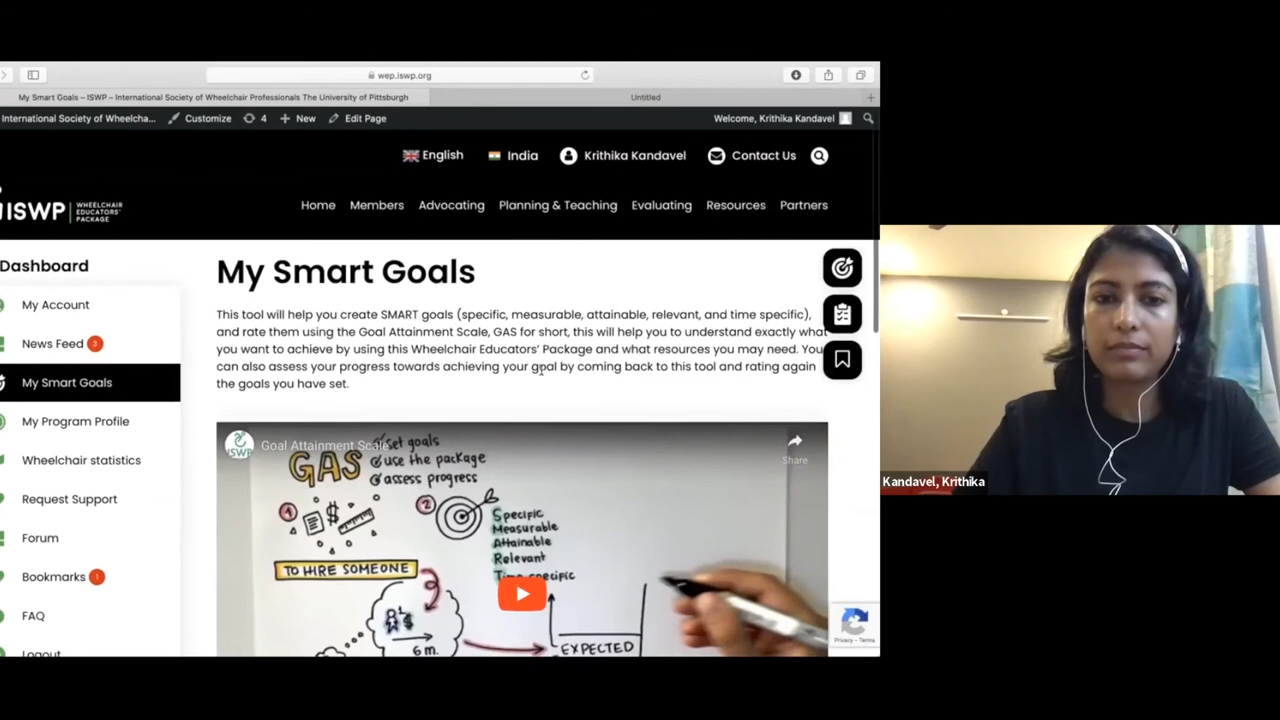 wep.iswp.org
My Smart Goals – ISWP – International Society of Wheelchair Professionals The University of Pittsburgh
Untitled
International Society of Wheelcha... Customize 4 New Edit Page Welcome, Krithika Kandavel
English India Krithika Kandavel Contact Us
ISWP WHEELCHAIR EDUCATORS' PACKAGE
Home Members Advocating Planning & Teaching Evaluating Resources Partners
Dashboard
My Account
News Feed 3
My Smart Goals
My Program Profile
Wheelchair statistics
Request Support
Forum
Bookmarks 1
FAQ
Logout
My Smart Goals
This tool will help you create SMART goals (specific, measurable, attainable, relevant, and time specific),
and rate them using the Goal Attainment Scale, GAS for short, this will help you to understand exactly what
you want to achieve by using this Wheelchair Educators' Package and what resources you may need. You
can also assess your progress towards achieving your goal by coming back to this tool and rating again
the goals you have set.
ISWP
Goal Attainment Scale
Share
GAS
set goals
use the package
assess progress
1
2
Specific
Measurable
Attainable
Relevant
Time specific
TO HIRE SOMEONE
6 m.
EXPECTED
Privacy - Terms
Kandavel, Krithika